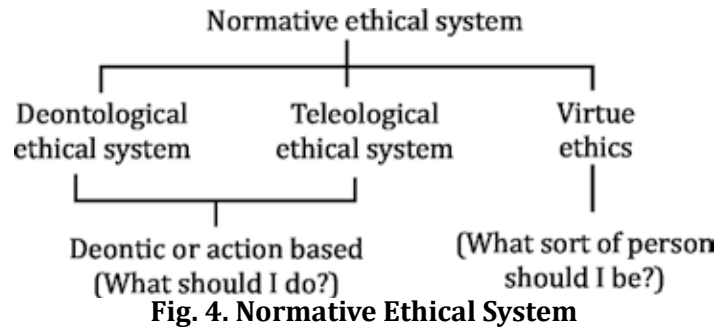 Normative ethical system
Deontological
ethical system
Teleological
ethical system
Virtue
ethics
Deontic or action based
(What should I do?)
(What sort of person
should I be?)
Fig. 4. Normative Ethical System